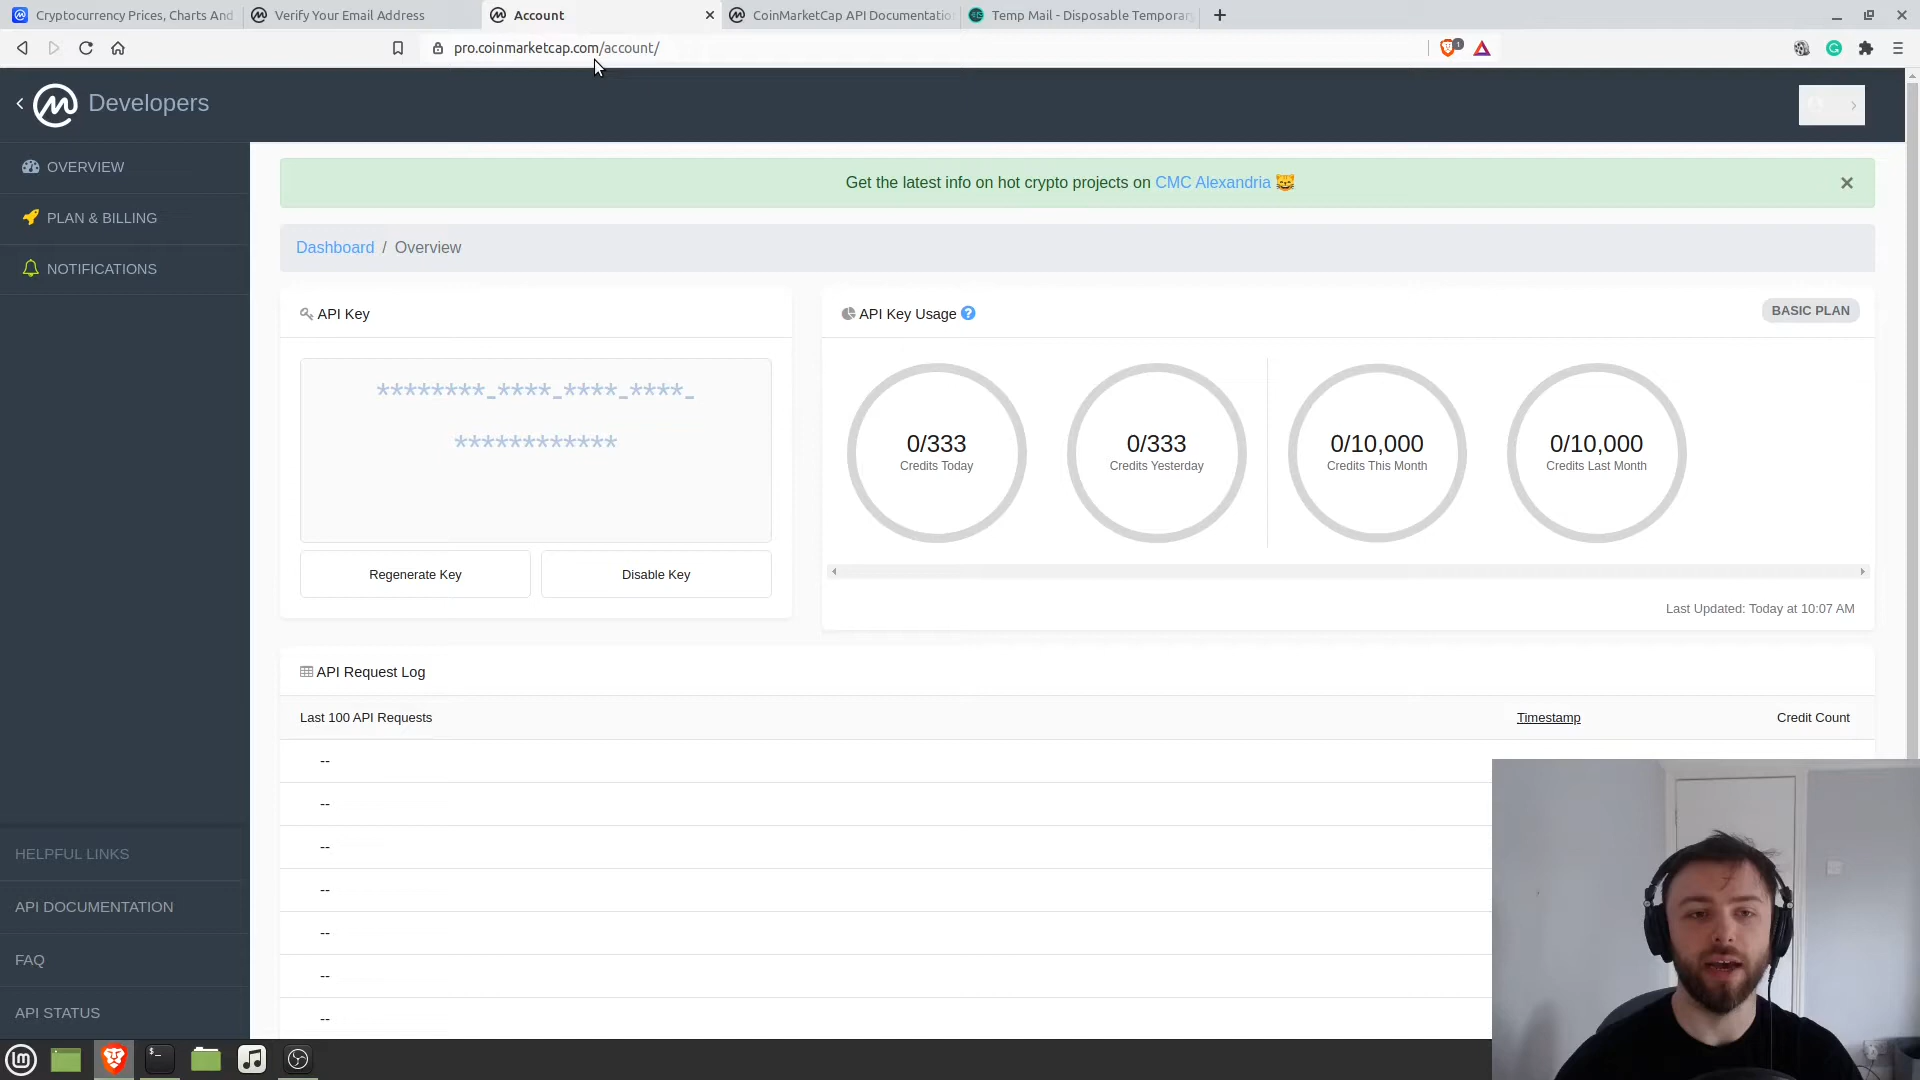 Cryptocurrency Prices, Charts And
Verify Your Email Address
Account
CoinMarketCap API Documentatio
Temp Mail - Disposable Temporary
pro.coinmarketcap.com/account/
1
Developers
OVERVIEW
PLAN & BILLING
NOTIFICATIONS
Get the latest info on hot crypto projects on CMC Alexandria 😸
Dashboard / Overview
API Key
********-****-****-****-
************
Regenerate Key
Disable Key
API Key Usage
BASIC PLAN
0/333
Credits Today
0/333
Credits Yesterday
0/10,000
Credits This Month
0/10,000
Credits Last Month
Last Updated: Today at 10:07 AM
API Request Log
Last 100 API Requests
Timestamp
Credit Count
--
--
--
--
--
--
--
HELPFUL LINKS
API DOCUMENTATION
FAQ
API STATUS